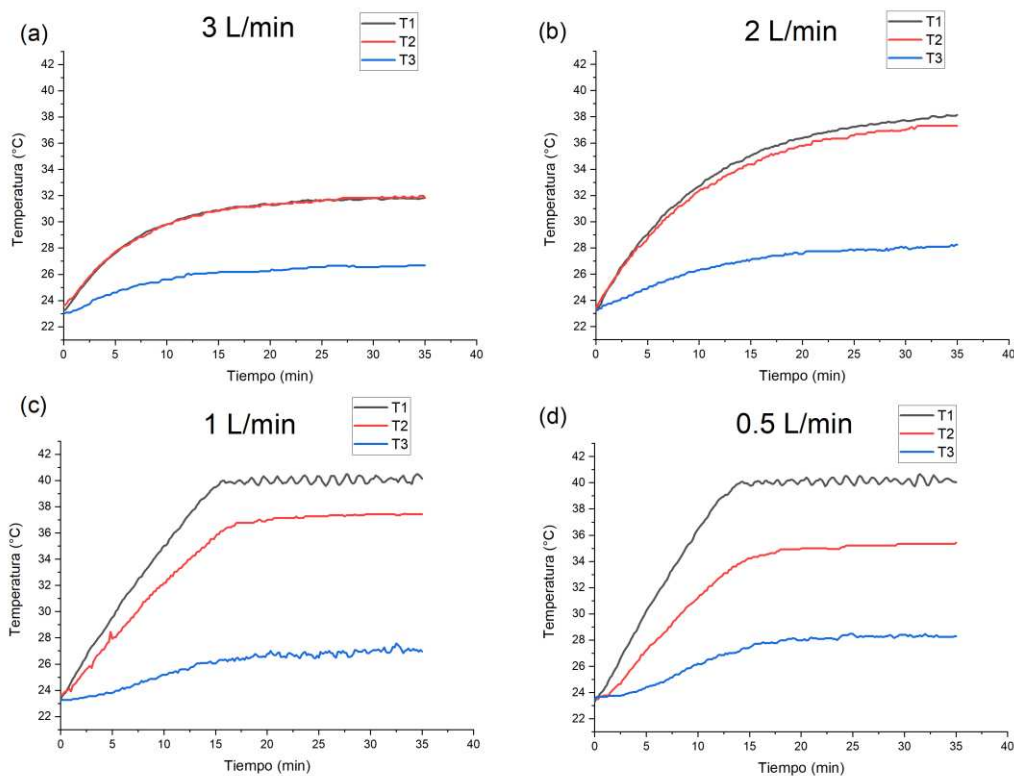 (a)
3 L/min
T1
T2
T3
Temperatura (°C)
42
40
38
36
34
32
30
28
26
24
22
0 5 10 15 20 25 30 35 40
Tiempo (min)
(b)
2 L/min
T1
T2
T3
Temperatura (°C)
42
40
38
36
34
32
30
28
26
24
22
0 5 10 15 20 25 30 35 40
Tiempo (min)
(c)
1 L/min
T1
T2
T3
Temperatura (°C)
42
40
38
36
34
32
30
28
26
24
22
0 5 10 15 20 25 30 35 40
Tiempo (min)
(d)
0.5 L/min
T1
T2
T3
Temperatura (°C)
42
40
38
36
34
32
30
28
26
24
22
0 5 10 15 20 25 30 35 40
Tiempo (min)